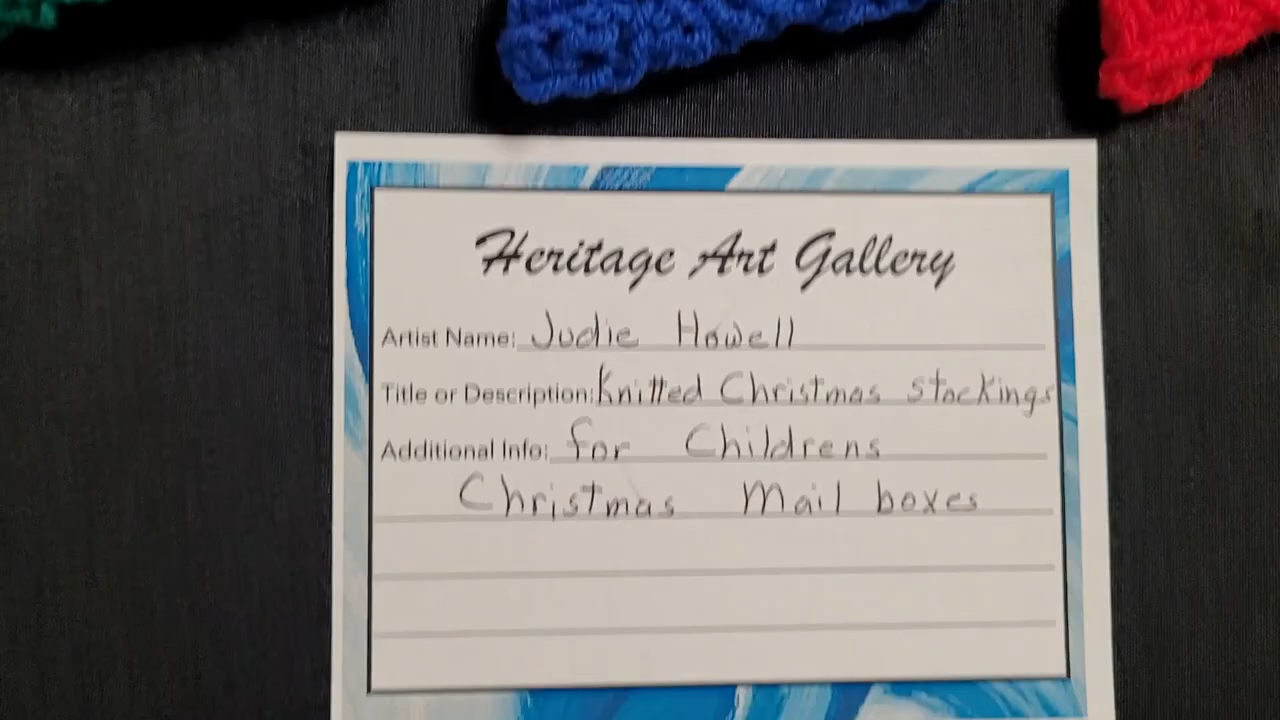 Heritage Art Gallery
Artist Name: Judie Howell
Title or Description: Knitted Christmas Stockings
Additional Info: for Childrens
Christmas Mail boxes